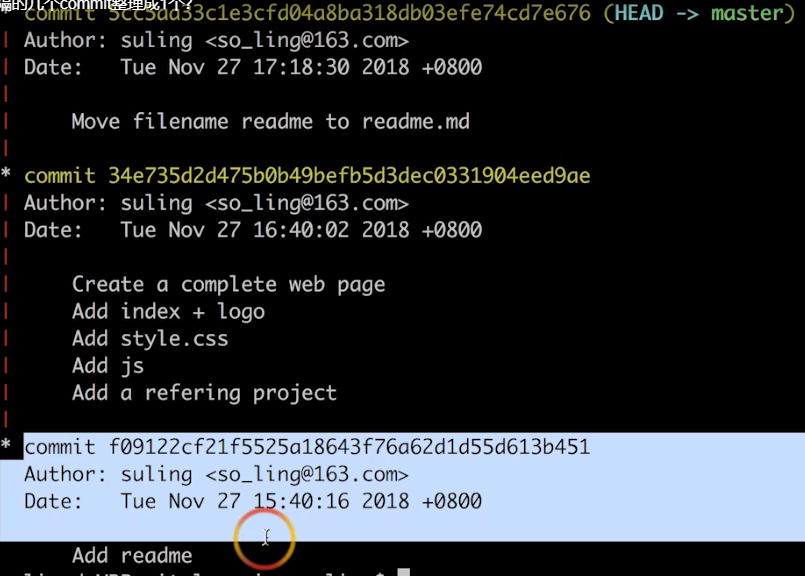 的几个commit整理成1个?
* commit 5cc5da33c1e3cfd04a8ba318db03efe74cd7e676 (HEAD -> master)
| Author: suling <so_ling@163.com>
| Date:   Tue Nov 27 17:18:30 2018 +0800
|
|     Move filename readme to readme.md
|
* commit 34e735d2d475b0b49befb5d3dec0331904eed9ae
| Author: suling <so_ling@163.com>
| Date:   Tue Nov 27 16:40:02 2018 +0800
|
|     Create a complete web page
|     Add index + logo
|     Add style.css
|     Add js
|     Add a refering project
|
* commit f09122cf21f5525a18643f76a62d1d55d613b451
Author: suling <so_ling@163.com>
Date:   Tue Nov 27 15:40:16 2018 +0800
Add readme